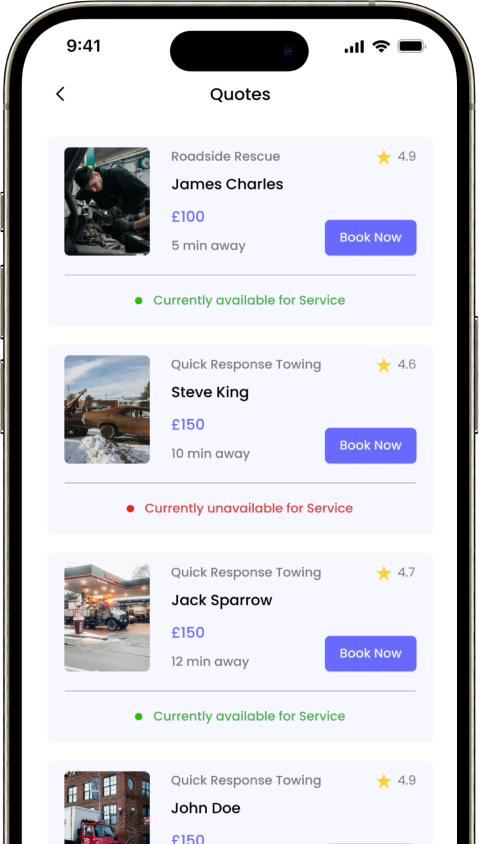 9:41
Quotes
Roadside Rescue
4.9
James Charles
£100
5 min away
Book Now
Currently available for Service
Quick Response Towing
4.6
Steve King
£150
10 min away
Book Now
Currently unavailable for Service
Quick Response Towing
4.7
Jack Sparrow
£150
12 min away
Book Now
Currently available for Service
Quick Response Towing
4.9
John Doe
£150